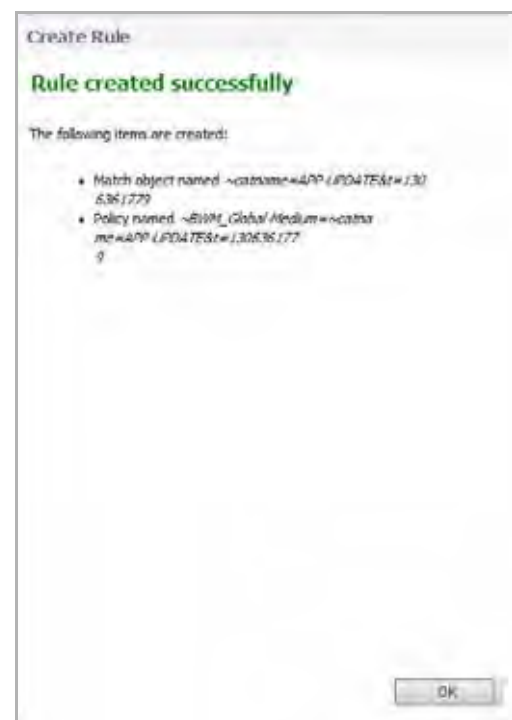 Create Rule
Rule created successfully
The following items are created:
• Match object named ~catname=APP-UPDATE&t=130
6361779
• Policy named ~BWM_Global-Medium=~catna
me=APP-UPDATE&t=130636177
9
OK